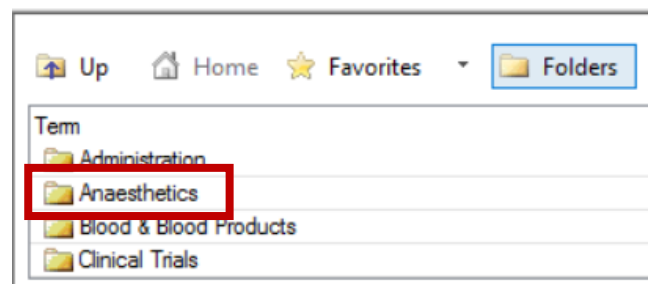 Up Home Favorites Folders
Term
Administration
Anaesthetics
Blood & Blood Products
Clinical Trials